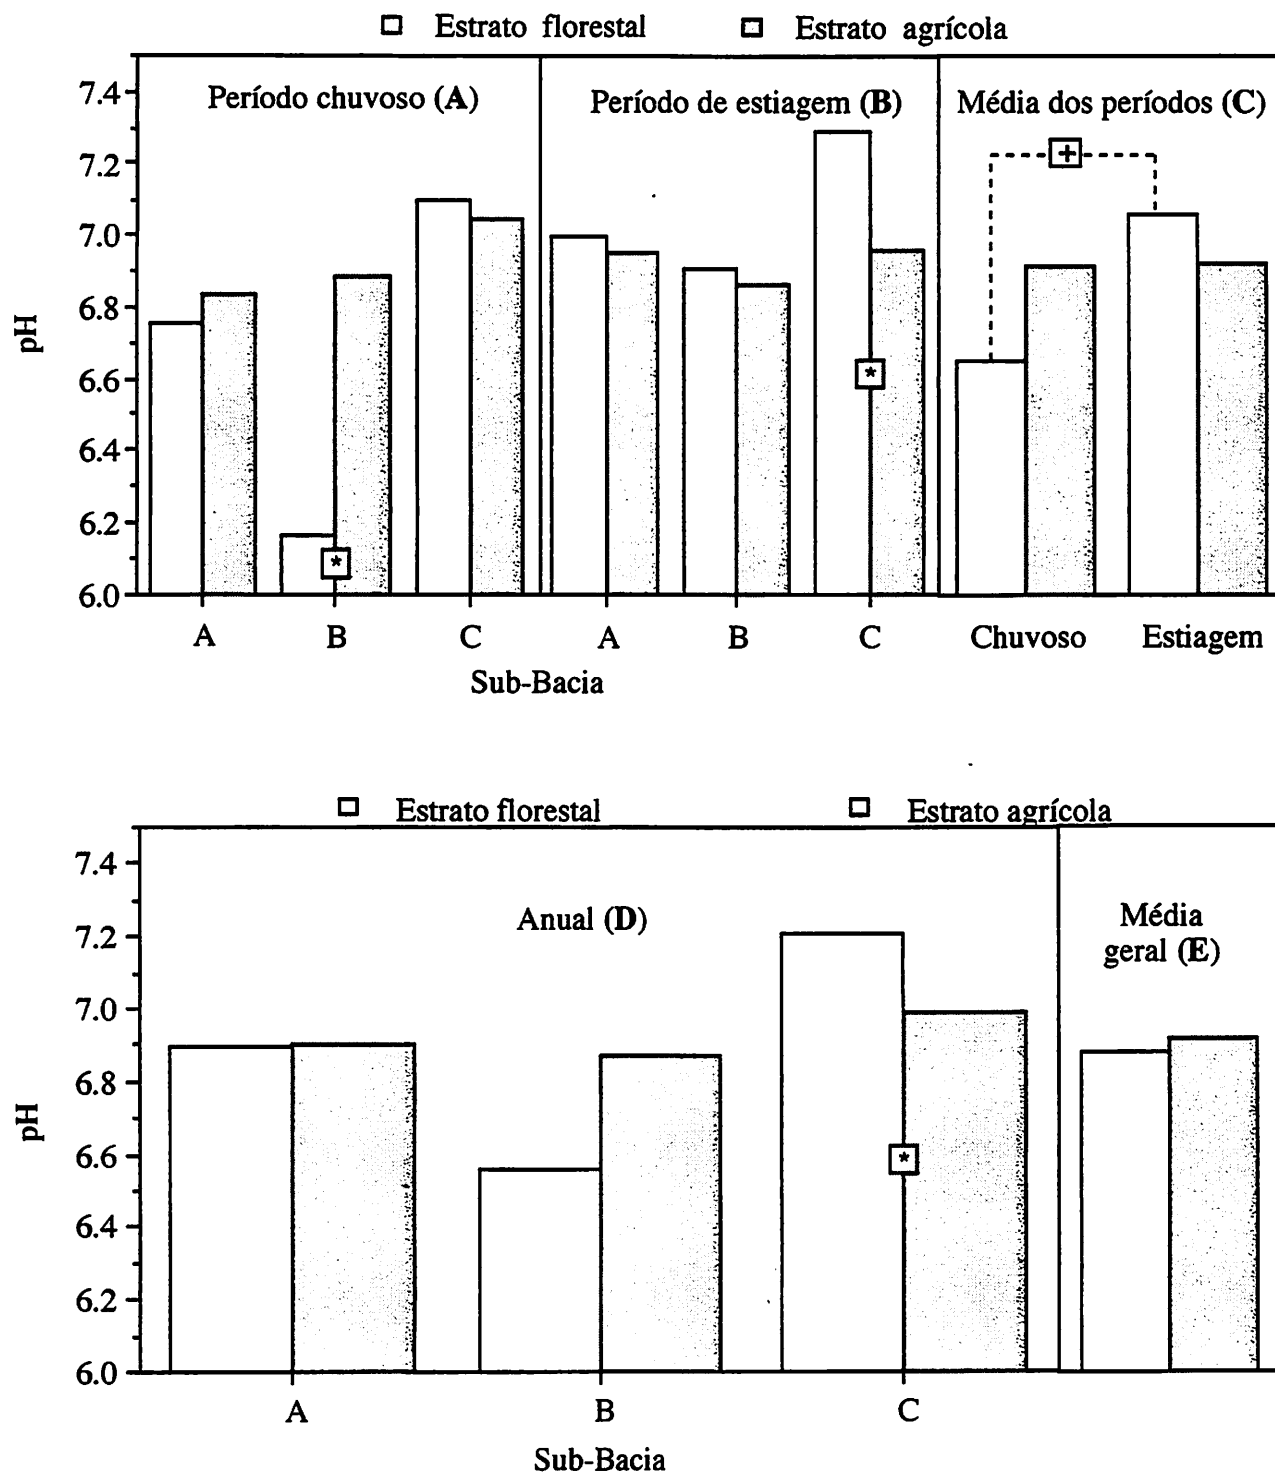 Estrato florestal Estrato agrícola
Período chuvoso (A) Período de estiagem (B) Média dos períodos (C)
7.4
7.2
7.0
6.8
6.6
6.4
6.2
6.0
pH
+
*
*
A B C A B C Chuvoso Estiagem
Sub-Bacia
Estrato florestal Estrato agrícola
Anual (D)
Média
geral (E)
7.4
7.2
7.0
6.8
6.6
6.4
6.2
6.0
pH
*
A B C
Sub-Bacia